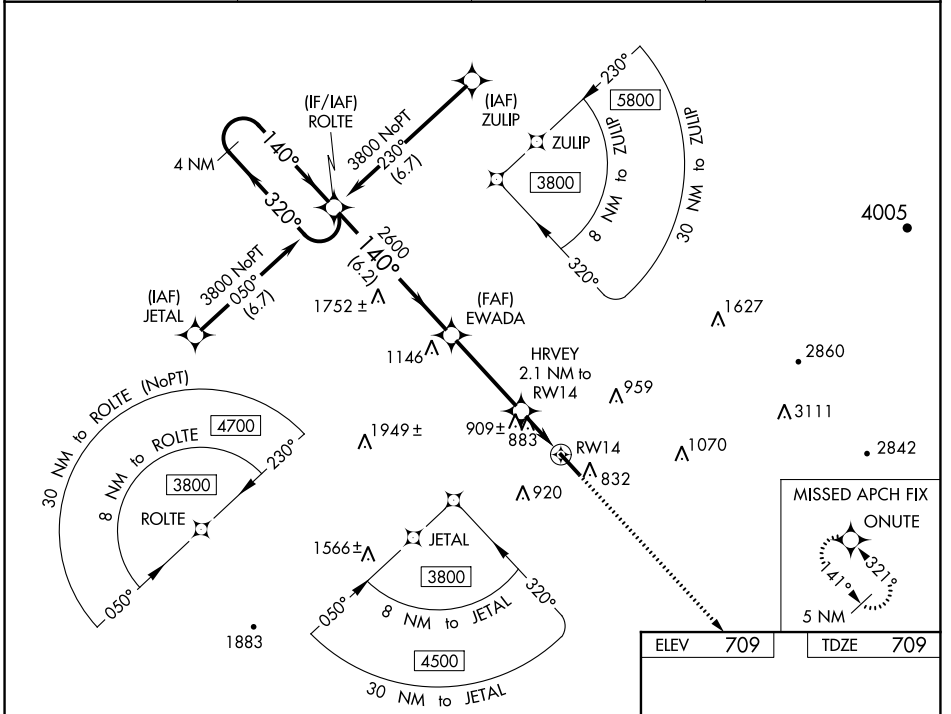 (IF/IAF)
ROLTE
(IAF)
ZULIP
3800 NoPT
230°
(6.7)
4 NM
140°
320°
230°
5800
ZULIP
3800
8 NM to ZULIP
30 NM to ZULIP
320°
4005
2600
140°
(6.2)
3800 NoPT
050°
(6.7)
(IAF)
JETAL
1752 ±
(FAF)
EWADA
1146
1627
HRVEY
2.1 NM to
RW14
2860
959
3111
30 NM to ROLTE (NoPT)
4700
230°
8 NM to ROLTE
3800
ROLTE
050°
1949 ±
909±
883
RW14
832
1070
2842
920
MISSED APCH FIX
ONUTE
321°
141°
5 NM
1566 ±
JETAL
3800
050°
320°
8 NM to JETAL
4500
30 NM to JETAL
1883
ELEV 709
TDZE 709